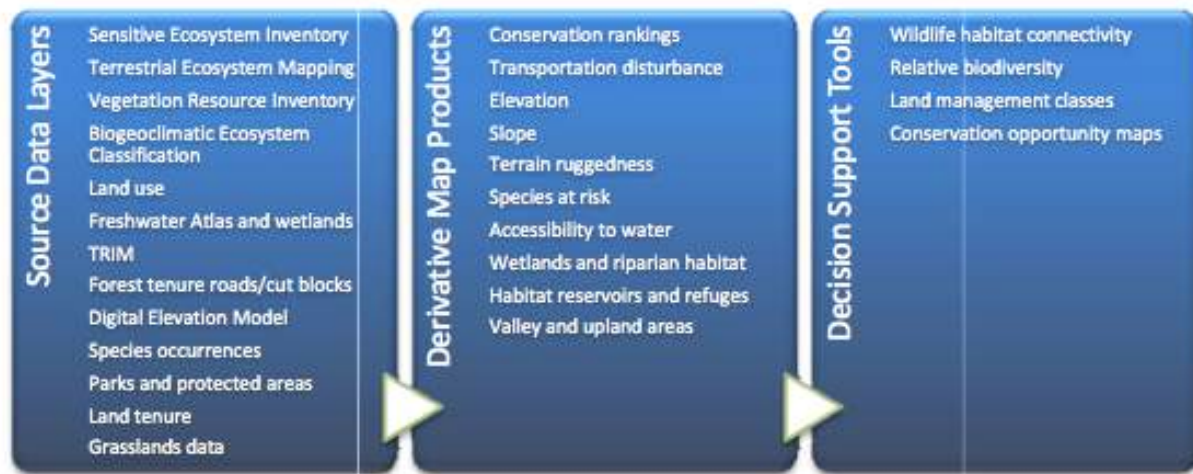 Source Data Layers
Sensitive Ecosystem Inventory
Terrestrial Ecosystem Mapping
Vegetation Resource Inventory
Biogeoclimatic Ecosystem
Classification
Land use
Freshwater Atlas and wetlands
TRIM
Forest tenure roads/cut blocks
Digital Elevation Model
Species occurrences
Parks and protected areas
Land tenure
Grasslands data
Derivative Map Products
Conservation rankings
Transportation disturbance
Elevation
Slope
Terrain ruggedness
Species at risk
Accessibility to water
Wetlands and riparian habitat
Habitat reservoirs and refuges
Valley and upland areas
Decision Support Tools
Wildlife habitat connectivity
Relative biodiversity
Land management classes
Conservation opportunity maps